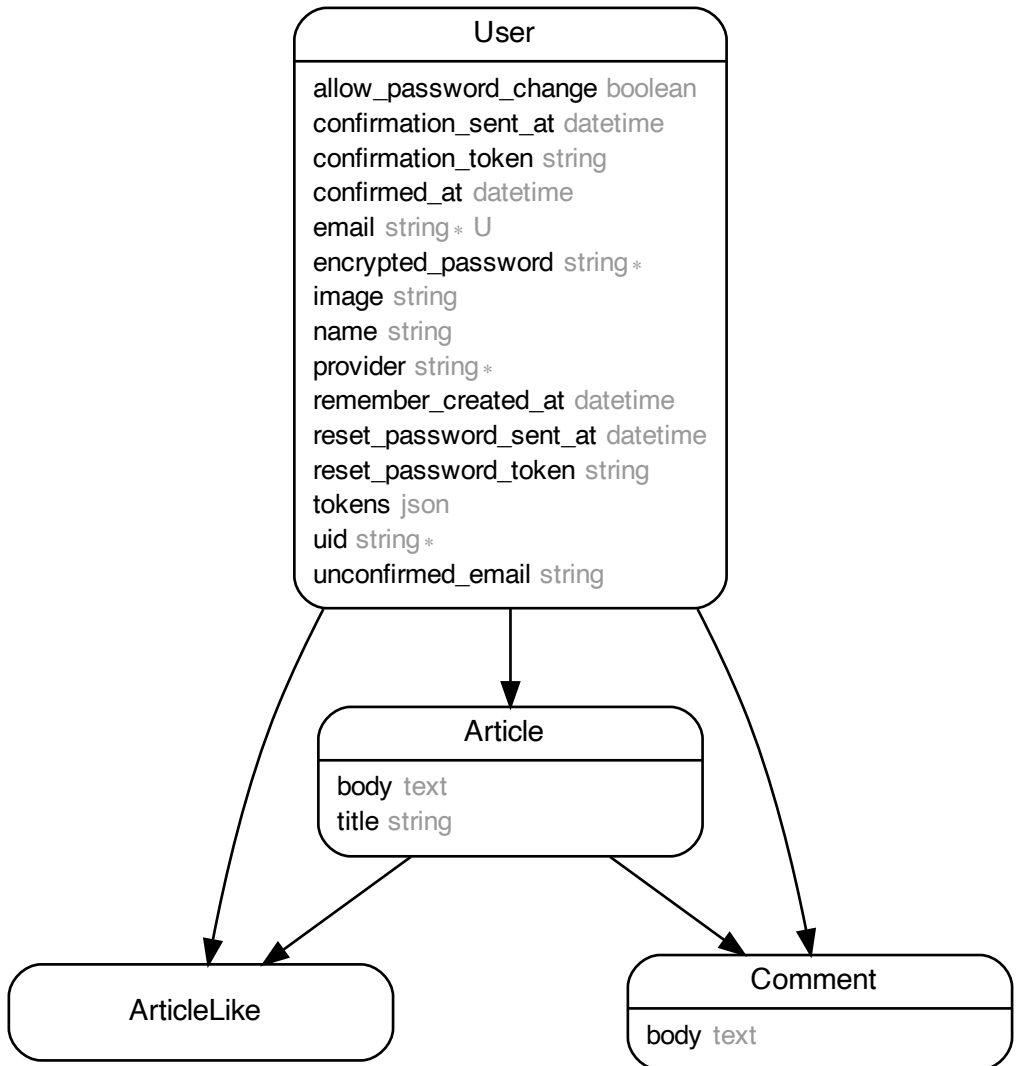 User
allow_password_change boolean
confirmation_sent_at datetime
confirmation_token string
confirmed_at datetime
email string∗ U
encrypted_password string∗
image string
name string
provider string∗
remember_created_at datetime
reset_password_sent_at datetime
reset_password_token string
tokens json
uid string∗
unconfirmed_email string
Article
body text
title string
ArticleLike
Comment
body text